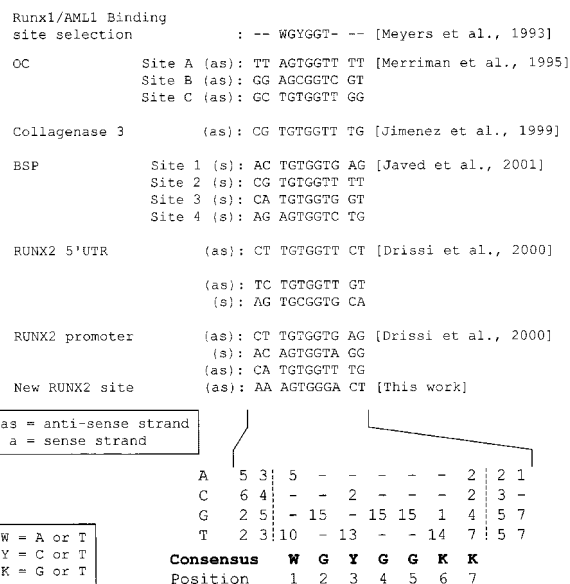 Runx1/AML1 Binding
site selection : -- WGYGGT- -- [Meyers et al., 1993]
OC Site A (as): TT AGTGGTT TT [Merriman et al., 1995]
Site B (as): GG AGCGGTC GT
Site C (as): GC TGTGGTT GG
Collagenase 3 (as): CG TGTGGTT TG [Jimenez et al., 1999]
BSP Site 1 (s): AC TGTGGTG AG [Javed et al., 2001]
Site 2 (s): CG TGTGGTT TT
Site 3 (s): CA TGTGGTG GT
Site 4 (s): AG AGTGGTC TG
RUNX2 5'UTR (as): CT TGTGGTT CT [Drissi et al., 2000]
(as): TC TGTGGTT GT
(s): AG TGCGGTG CA
RUNX2 promoter (as): CT TGTGGTG AG [Drissi et al., 2000]
(s): AC AGTGGTA GG
(as): CA TGTGGTT TG
New RUNX2 site (as): AA AGTGGGA CT [This work]
as = anti-sense strand
a = sense strand
A 5 3 5 - - - - - 2 2 1
C 6 4 - - 2 - - - 2 3 -
G 2 5 - 15 - 15 15 1 4 5 7
T 2 3 10 - 13 - - 14 7 5 7
W = A or T
Y = C or T
K = G or T
Consensus W G Y G G K K
Position 1 2 3 4 5 6 7